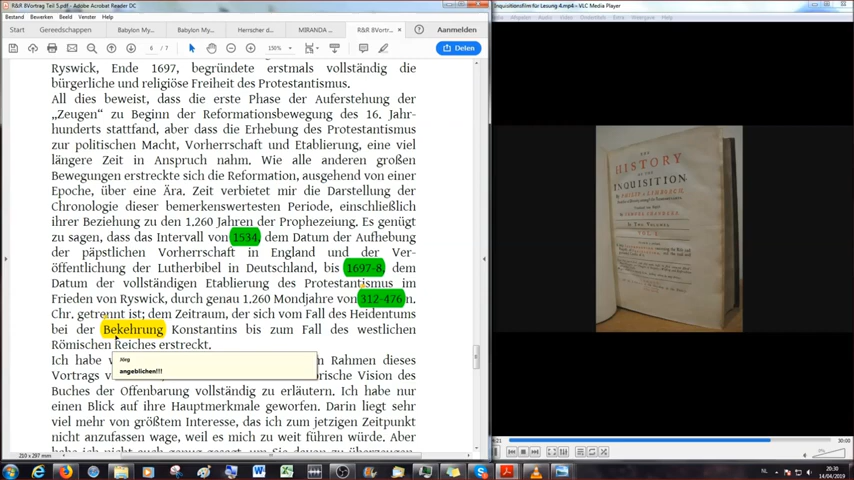 R&R 8Vortrag Teil 5.pdf - Adobe Acrobat Reader DC
Bestand Bewerken Beeld Venster Help
Start Gereedschappen Babylon My... Babylon My... Herrscher d... MIRANDA ... R&R 8Vortrag ... × Anmelden
6 / 7 150% Delen
Ryswick, Ende 1697, begründete erstmals vollständig die
bürgerliche und religiöse Freiheit des Protestantismus.
All dies beweist, dass die erste Phase der Auferstehung der
„Zeugen“ zu Beginn der Reformationsbewegung des 16. Jahr-
hunderts stattfand, aber dass die Erhebung des Protestantismus
zur politischen Macht, Vorherrschaft und Etablierung, eine viel
längere Zeit in Anspruch nahm. Wie alle anderen großen
Bewegungen erstreckte sich die Reformation, ausgehend von einer
Epoche, über eine Ära. Zeit verbietet mir die Darstellung der
Chronologie dieser bemerkenswertesten Periode, einschließlich
ihrer Beziehung zu den 1.260 Jahren der Prophezeiung. Es genügt
zu sagen, dass das Intervall von 1534, dem Datum der Aufhebung
der päpstlichen Vorherrschaft in England und der Ver-
öffentlichung der Lutherbibel in Deutschland, bis 1697-8, dem
Datum der vollständigen Etablierung des Protestantismus im
Frieden von Ryswick, durch genau 1.260 Mondjahre von 312-476 n.
Chr. getrennt ist; dem Zeitraum, der sich vom Fall des Heidentums
bei der Bekehrung Konstantins bis zum Fall des westlichen
Römischen Reiches erstreckt.
Jörg
angeblichen!!!
Ich habe m Rahmen dieses
Vortrags v rische Vision des
Buches der Offenbarung vollständig zu erläutern. Ich habe nur
einen Blick auf ihre Hauptmerkmale geworfen. Darin liegt sehr
viel mehr von größtem Interesse, das ich zum jetzigen Zeitpunkt
nicht anzufassen wage, weil es mich zu weit führen würde. Aber
210 x 297 mm
Inquisitionsfilm für Lesung 4.mp4 - VLC Media Player
THE
HISTORY
OF THE
INQUISITION
By PHILIP à LIMBORCH
By SAMUEL CHANDLER
In Two Volumes
VOL. I.
30:00
NL
20:30
14/04/2019